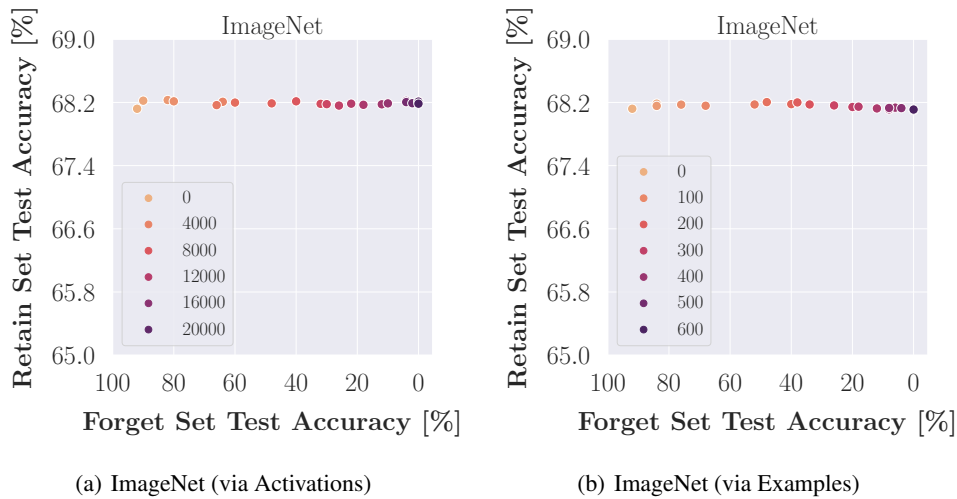 ImageNet
Retain Set Test Accuracy [%]
69.0
68.2
67.4
66.6
65.8
65.0
0
4000
8000
12000
16000
20000
100 80 60 40 20 0
Forget Set Test Accuracy [%]
(a) ImageNet (via Activations)
ImageNet
Retain Set Test Accuracy [%]
69.0
68.2
67.4
66.6
65.8
65.0
0
100
200
300
400
500
600
100 80 60 40 20 0
Forget Set Test Accuracy [%]
(b) ImageNet (via Examples)